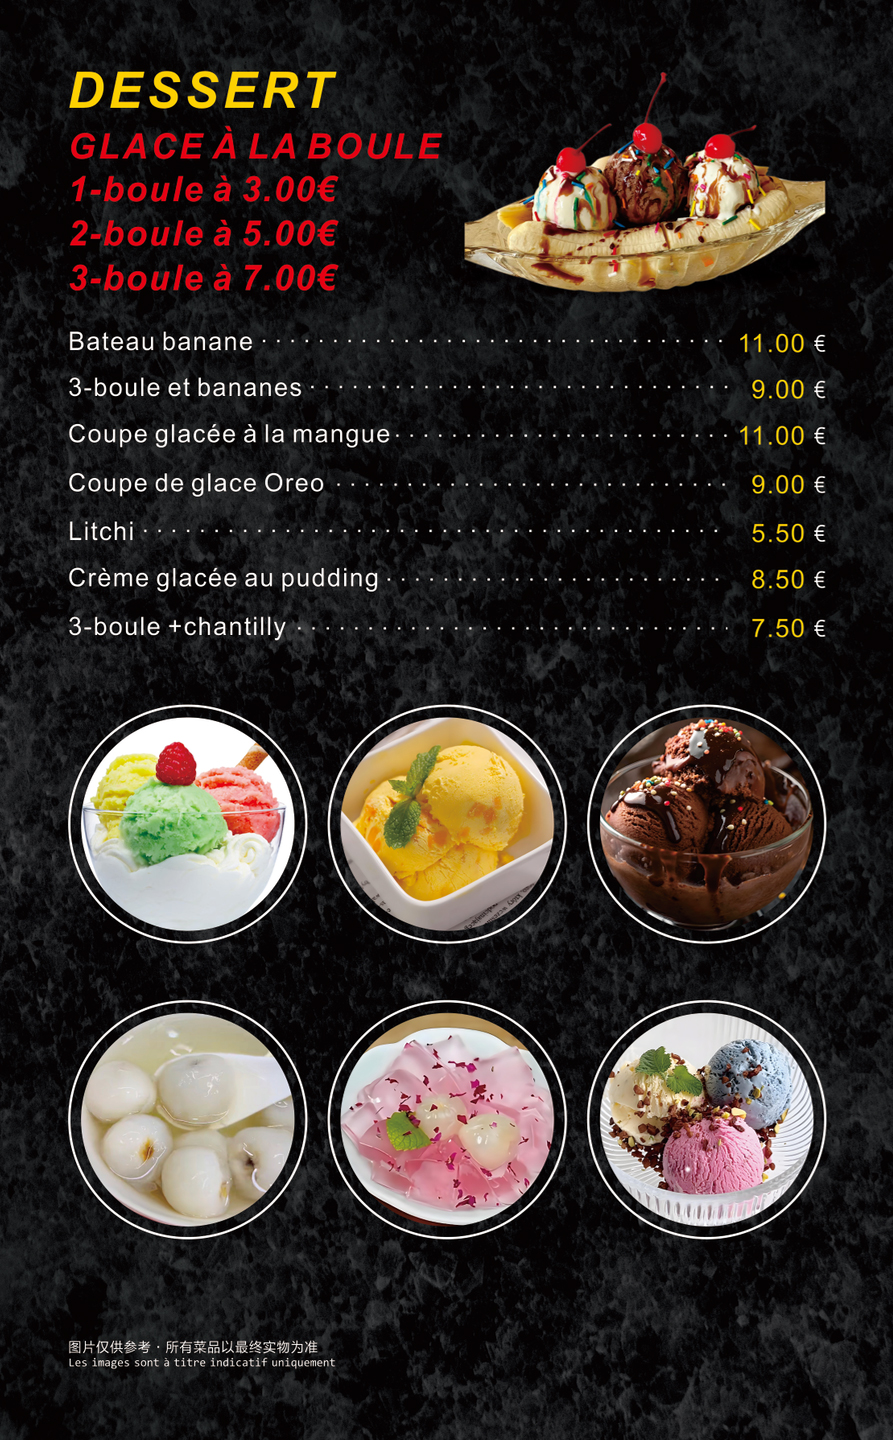 DESSERT
GLACE À LA BOULE
1-boule à 3.00€
2-boule à 5.00€
3-boule à 7.00€
Bateau banane 11.00 €
3-boule et bananes 9.00 €
Coupe glacée à la mangue 11.00 €
Coupe de glace Oreo 9.00 €
Litchi 5.50 €
Crème glacée au pudding 8.50 €
3-boule +chantilly 7.50 €
图片仅供参考 · 所有菜品以最终实物为准
Les images sont à titre indicatif uniquement